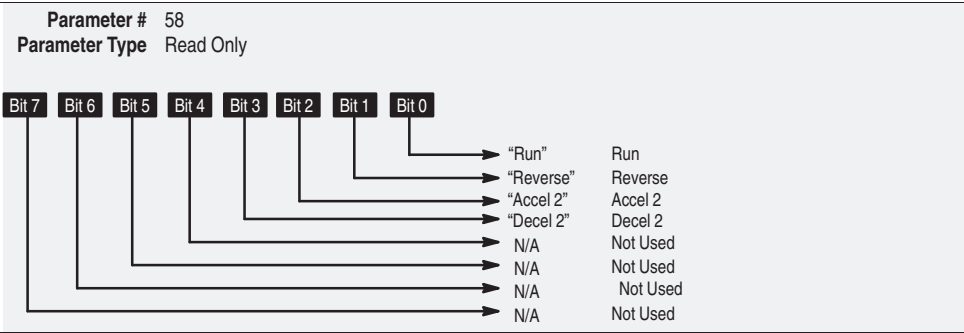 Parameter # 58
Parameter Type Read Only
Bit 7 Bit 6 Bit 5 Bit 4 Bit 3 Bit 2 Bit 1 Bit 0
“Run” Run
“Reverse” Reverse
“Accel 2” Accel 2
“Decel 2” Decel 2
N/A Not Used
N/A Not Used
N/A Not Used
N/A Not Used